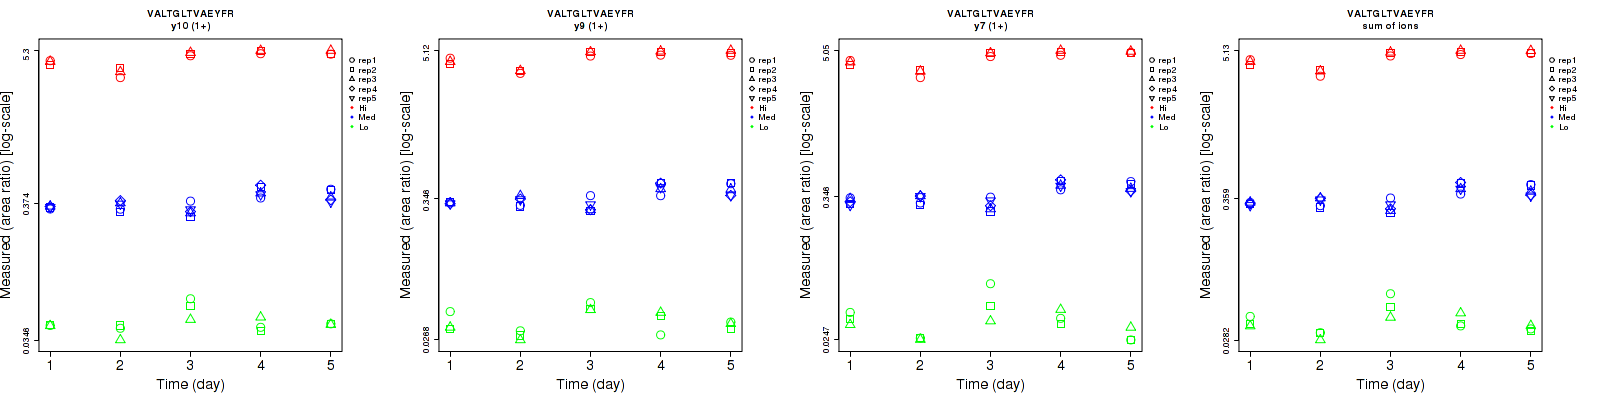 VALTGLTVAEYFR
y10 (1+)
Measured (area ratio) [log-scale]
5.3
0.374
0.0346
1 2 3 4 5
Time (day)
rep1
rep2
rep3
rep4
rep5
Hi
Med
Lo
VALTGLTVAEYFR
y9 (1+)
Measured (area ratio) [log-scale]
5.12
0.346
0.0268
1 2 3 4 5
Time (day)
rep1
rep2
rep3
rep4
rep5
Hi
Med
Lo
VALTGLTVAEYFR
y7 (1+)
Measured (area ratio) [log-scale]
5.05
0.0247
1 2 3 4 5
Time (day)
rep1
rep2
rep3
rep4
rep5
Hi
Med
Lo
VALTGLTVAEYFR
sum of ions
Measured (area ratio) [log-scale]
5.13
0.0282
1 2 3 4 5
Time (day)
rep1
rep2
rep3
rep4
rep5
Hi
Med
Lo